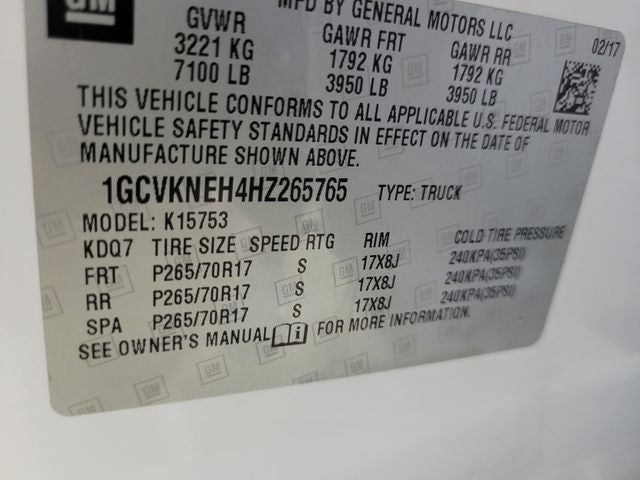 GM
MFD BY GENERAL MOTORS LLC
02/17
GVWR GAWR FRT GAWR RR
3221 KG 1792 KG 1792 KG
7100 LB 3950 LB 3950 LB
THIS VEHICLE CONFORMS TO ALL APPLICABLE U.S. FEDERAL MOTOR
VEHICLE SAFETY STANDARDS IN EFFECT ON THE DATE OF
MANUFACTURE SHOWN ABOVE.
1GCVKNEH4HZ265765 TYPE: TRUCK
MODEL: K15753
KDQ7 TIRE SIZE SPEED RTG RIM COLD TIRE PRESSURE
FRT P265/70R17 S 17X8J 240KPA(35PSI)
RR P265/70R17 S 17X8J 240KPA(35PSI)
SPA P265/70R17 S 17X8J 240KPA(35PSI)
SEE OWNER'S MANUAL FOR MORE INFORMATION.